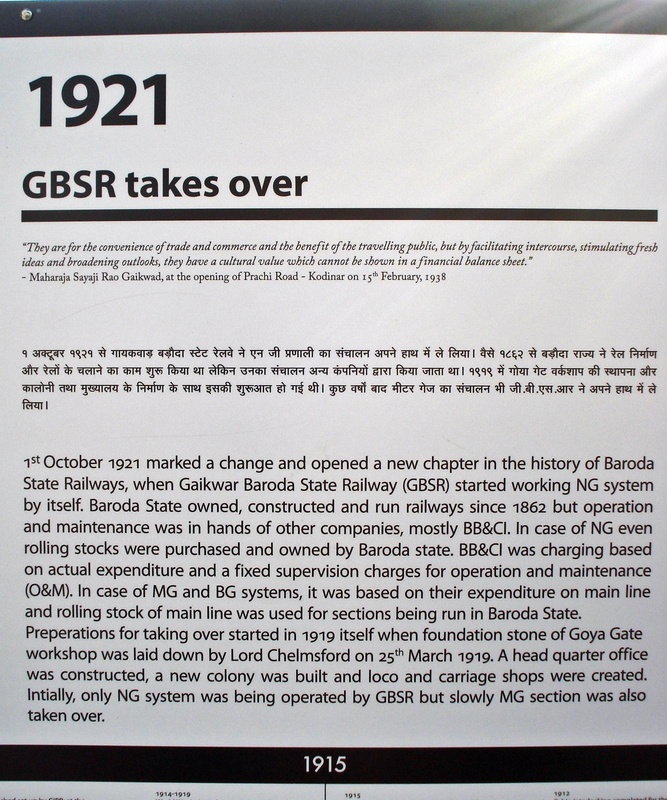 1921
GBSR takes over
"They are for the convenience of trade and commerce and the benefit of the travelling public, but by facilitating intercourse, stimulating fresh
ideas and broadening outlooks, they have a cultural value which cannot be shown in a financial balance sheet."
- Maharaja Sayaji Rao Gaikwad, at the opening of Prachi Road - Kodinar on 15th February, 1938
१ अक्टूबर १९२१ से गायकवाड़ बड़ौदा स्टेट रेलवे ने एन जी प्रणाली का संचालन अपने हाथ में ले लिया। वैसे १८६२ से बड़ौदा राज्य ने रेल निर्माण
और रेलों के चलाने का काम शुरू किया था लेकिन उनका संचालन अन्य कंपनियों द्वारा किया जाता था। १९१९ में गोया गेट वर्कशाप की स्थापना और
कालोनी तथा मुख्यालय के निर्माण के साथ इसकी शुरूआत हो गई थी। कुछ वर्षों बाद मीटर गेज का संचालन भी जी.बी.एस.आर ने अपने हाथ में ले
लिया।
1st October 1921 marked a change and opened a new chapter in the history of Baroda
State Railways, when Gaikwar Baroda State Railway (GBSR) started working NG system
by itself. Baroda State owned, constructed and run railways since 1862 but operation
and maintenance was in hands of other companies, mostly BB&CI. In case of NG even
rolling stocks were purchased and owned by Baroda state. BB&CI was charging based
on actual expenditure and a fixed supervision charges for operation and maintenance
(O&M). In case of MG and BG systems, it was based on their expenditure on main line
and rolling stock of main line was used for sections being run in Baroda State.
Preperations for taking over started in 1919 itself when foundation stone of Goya Gate
workshop was laid down by Lord Chelmsford on 25th March 1919. A head quarter office
was constructed, a new colony was built and loco and carriage shops were created.
Intially, only NG system was being operated by GBSR but slowly MG section was also
taken over.
1915
1914-1919
1915
1912